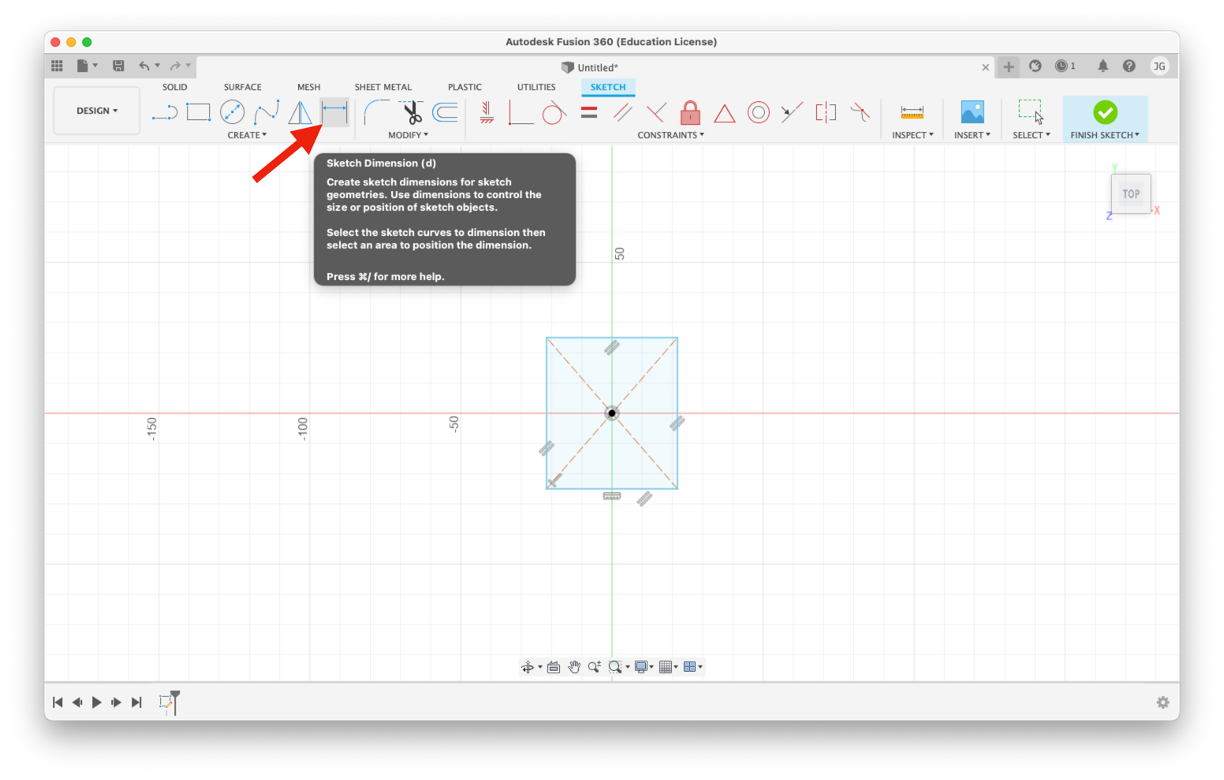 Autodesk Fusion 360 (Education License)
Untitled*
1
JG
DESIGN
SOLID
SURFACE
MESH
SHEET METAL
PLASTIC
UTILITIES
SKETCH
CREATE
MODIFY
CONSTRAINTS
INSPECT
INSERT
SELECT
FINISH SKETCH
Sketch Dimension (d)
Create sketch dimensions for sketch
geometries. Use dimensions to control the
size or position of sketch objects.
Select the sketch curves to dimension then
select an area to position the dimension.
Press ⌘/ for more help.
Y
TOP
Z
X
50
-150
-100
-50